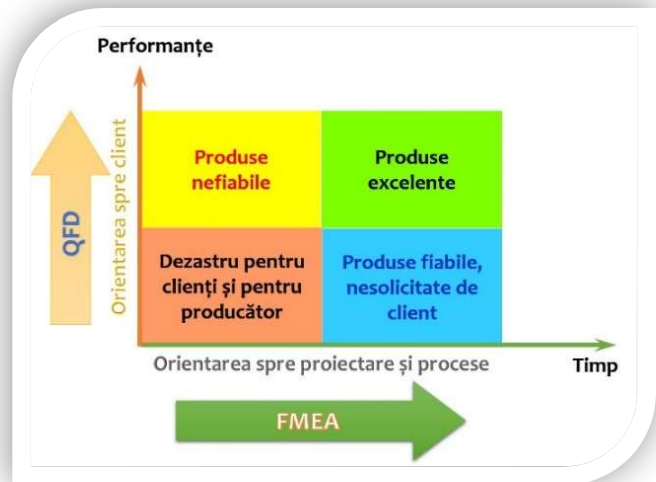 Performanțe
QFD
Orientarea spre client
Produse
nefiabile
Produse
excelente
Dezastru pentru
clienți și pentru
producător
Produse fiabile,
nesolicitate de
client
Orientarea spre proiectare și procese
Timp
FMEA